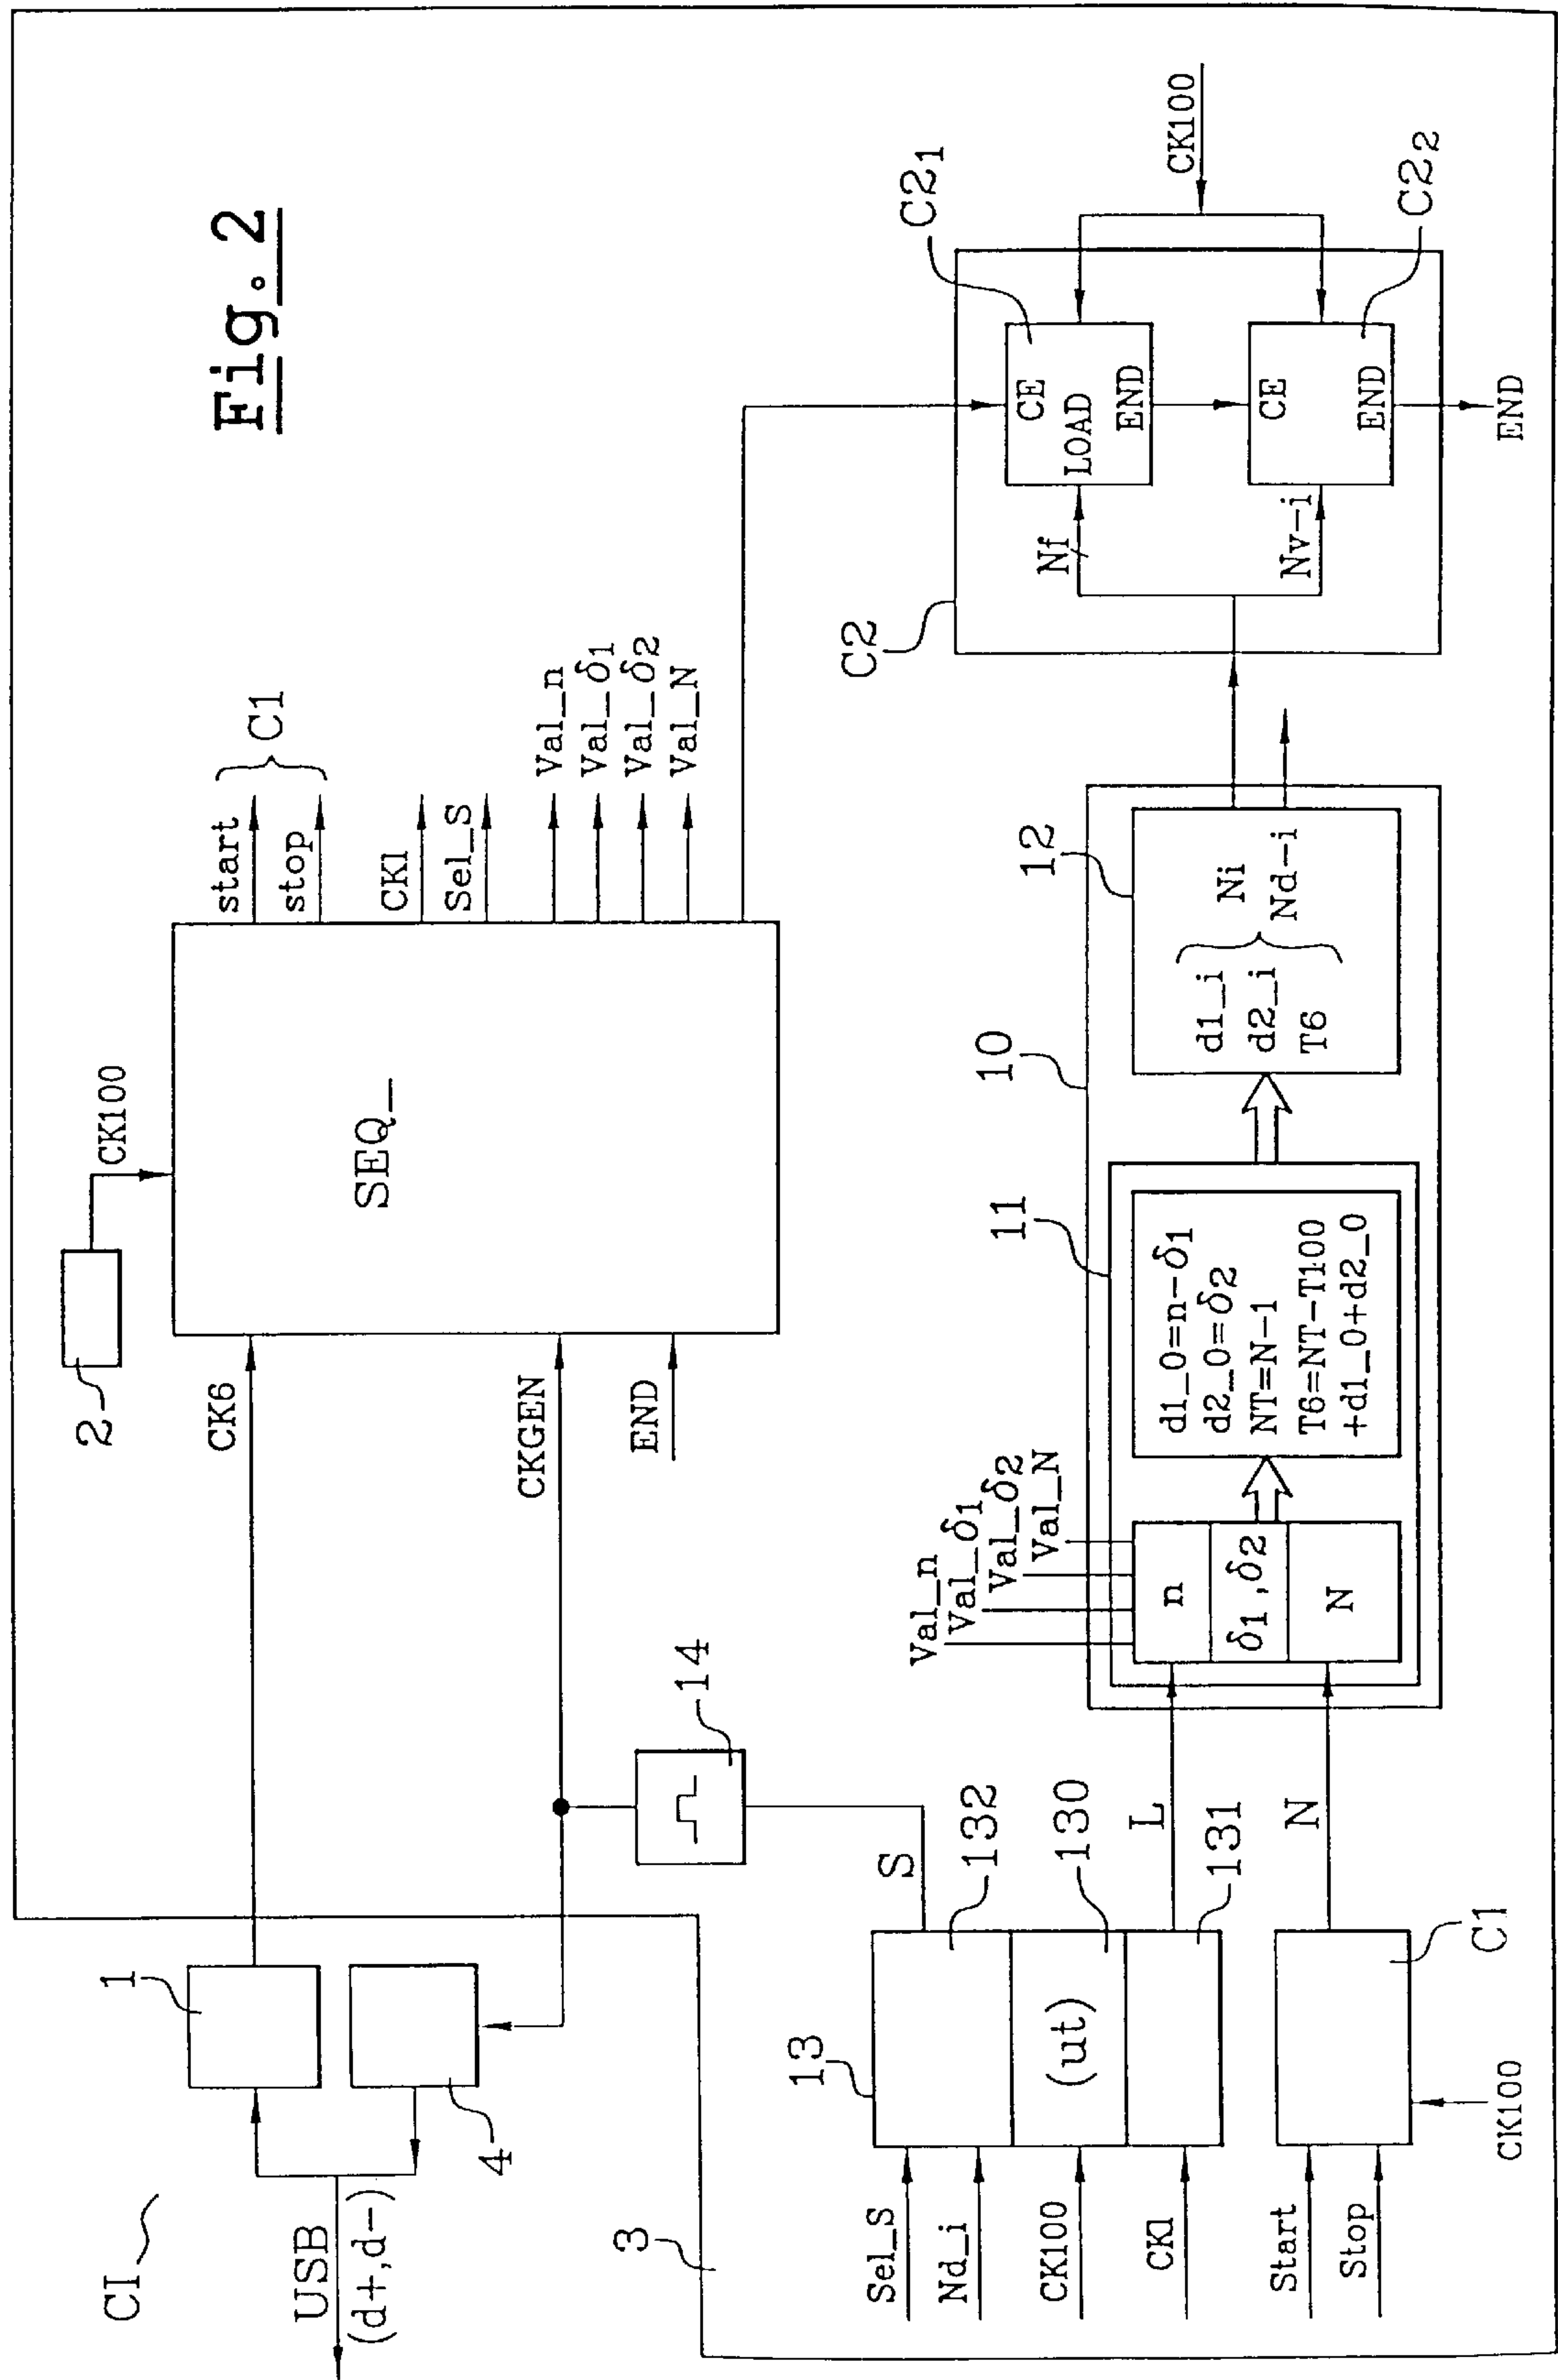 Fig. 2
CI
USB
(d+,d-)
1
4
3
2
CK100
CK6
CKGEN
END
SEQ_
start
stop
C1
CK1
Sel_S
Val_n
Val_δ1
Val_δ2
Val_N
14
S
13
132
130
131
(ut)
Sel_S
Nd_i
CK100
CK1
Start
Stop
CK100
C1
L
N
Val_n
Val_δ1
Val_δ2
Val_N
n
δ1,δ2
N
10
11
d1_0=n-δ1
d2_0=δ2
NT=N-1
T6=NT-T100
+d1_0+d2_0
12
d1_i
d2_i
T6
Ni
Nd-i
C2
Nf
Nv-i
CE
LOAD
END
CE
END
C21
C22
CK100
END